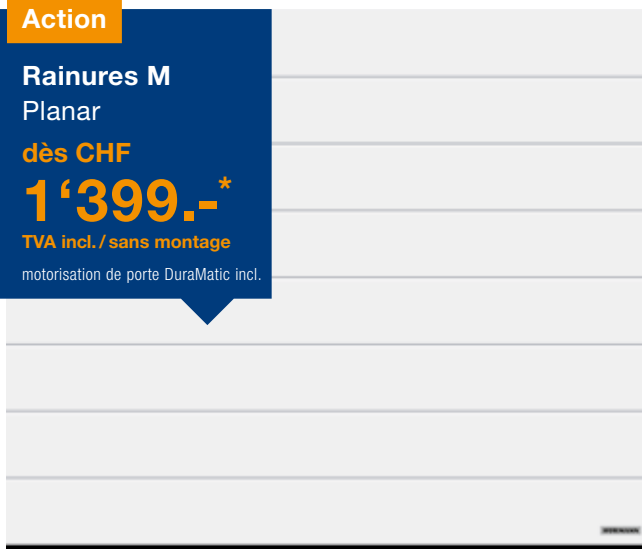 Action
Rainures M
Planar
dès CHF
1‘399.-*
TVA incl. / sans montage
motorisation de porte DuraMatic incl.